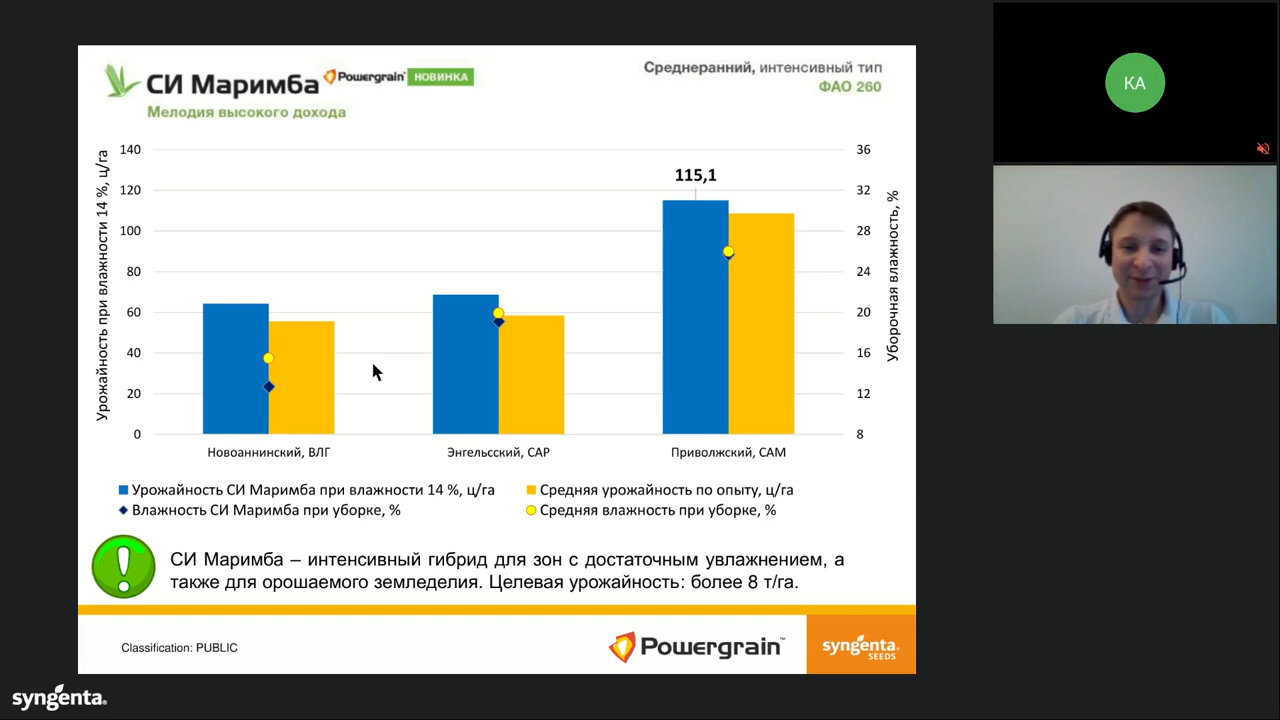 СИ Маримба Powergrain НОВИНКА
Мелодия высокого дохода
Среднеранний, интенсивный тип
ФАО 260
KA
Урожайность при влажности 14 %, ц/га
140
120
100
80
60
40
20
0
115,1
36
32
28
24
20
16
12
8
Уборочная влажность, %
Новоаннинский, ВЛГ
Энгельсский, САР
Приволжский, САМ
Урожайность СИ Маримба при влажности 14 %, ц/га
Средняя урожайность по опыту, ц/га
Влажность СИ Маримба при уборке, %
Средняя влажность при уборке, %
СИ Маримба – интенсивный гибрид для зон с достаточным увлажнением, а
также для орошаемого земледелия. Целевая урожайность: более 8 т/га.
Classification: PUBLIC
Powergrain™
syngenta
SEEDS
syngenta